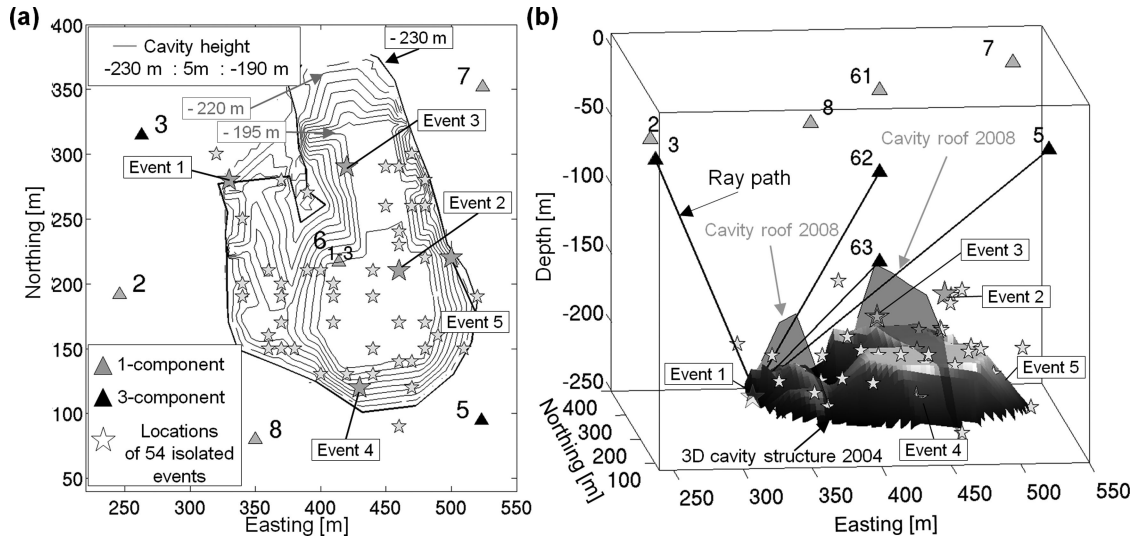 (a)
400
350
300
250
200
150
100
50
Northing [m]
250
300
350
400
450
500
550
Easting [m]
Cavity height
-230 m : 5m : -190 m
- 230 m
- 220 m
- 195 m
7
3
Event 3
Event 1
Event 2
6
1-3
2
Event 5
1-component
3-component
Locations
of 54 isolated
events
8
5
Event 4
(b)
0
-50
-100
-150
-200
-250
Depth [m]
400
300
200
100
Northing [m]
250
300
350
400
450
500
550
Easting [m]
7
61
8
2
3
5
Cavity roof 2008
62
Ray path
Cavity roof 2008
63
Event 3
Event 2
Event 1
Event 5
Event 4
3D cavity structure 2004